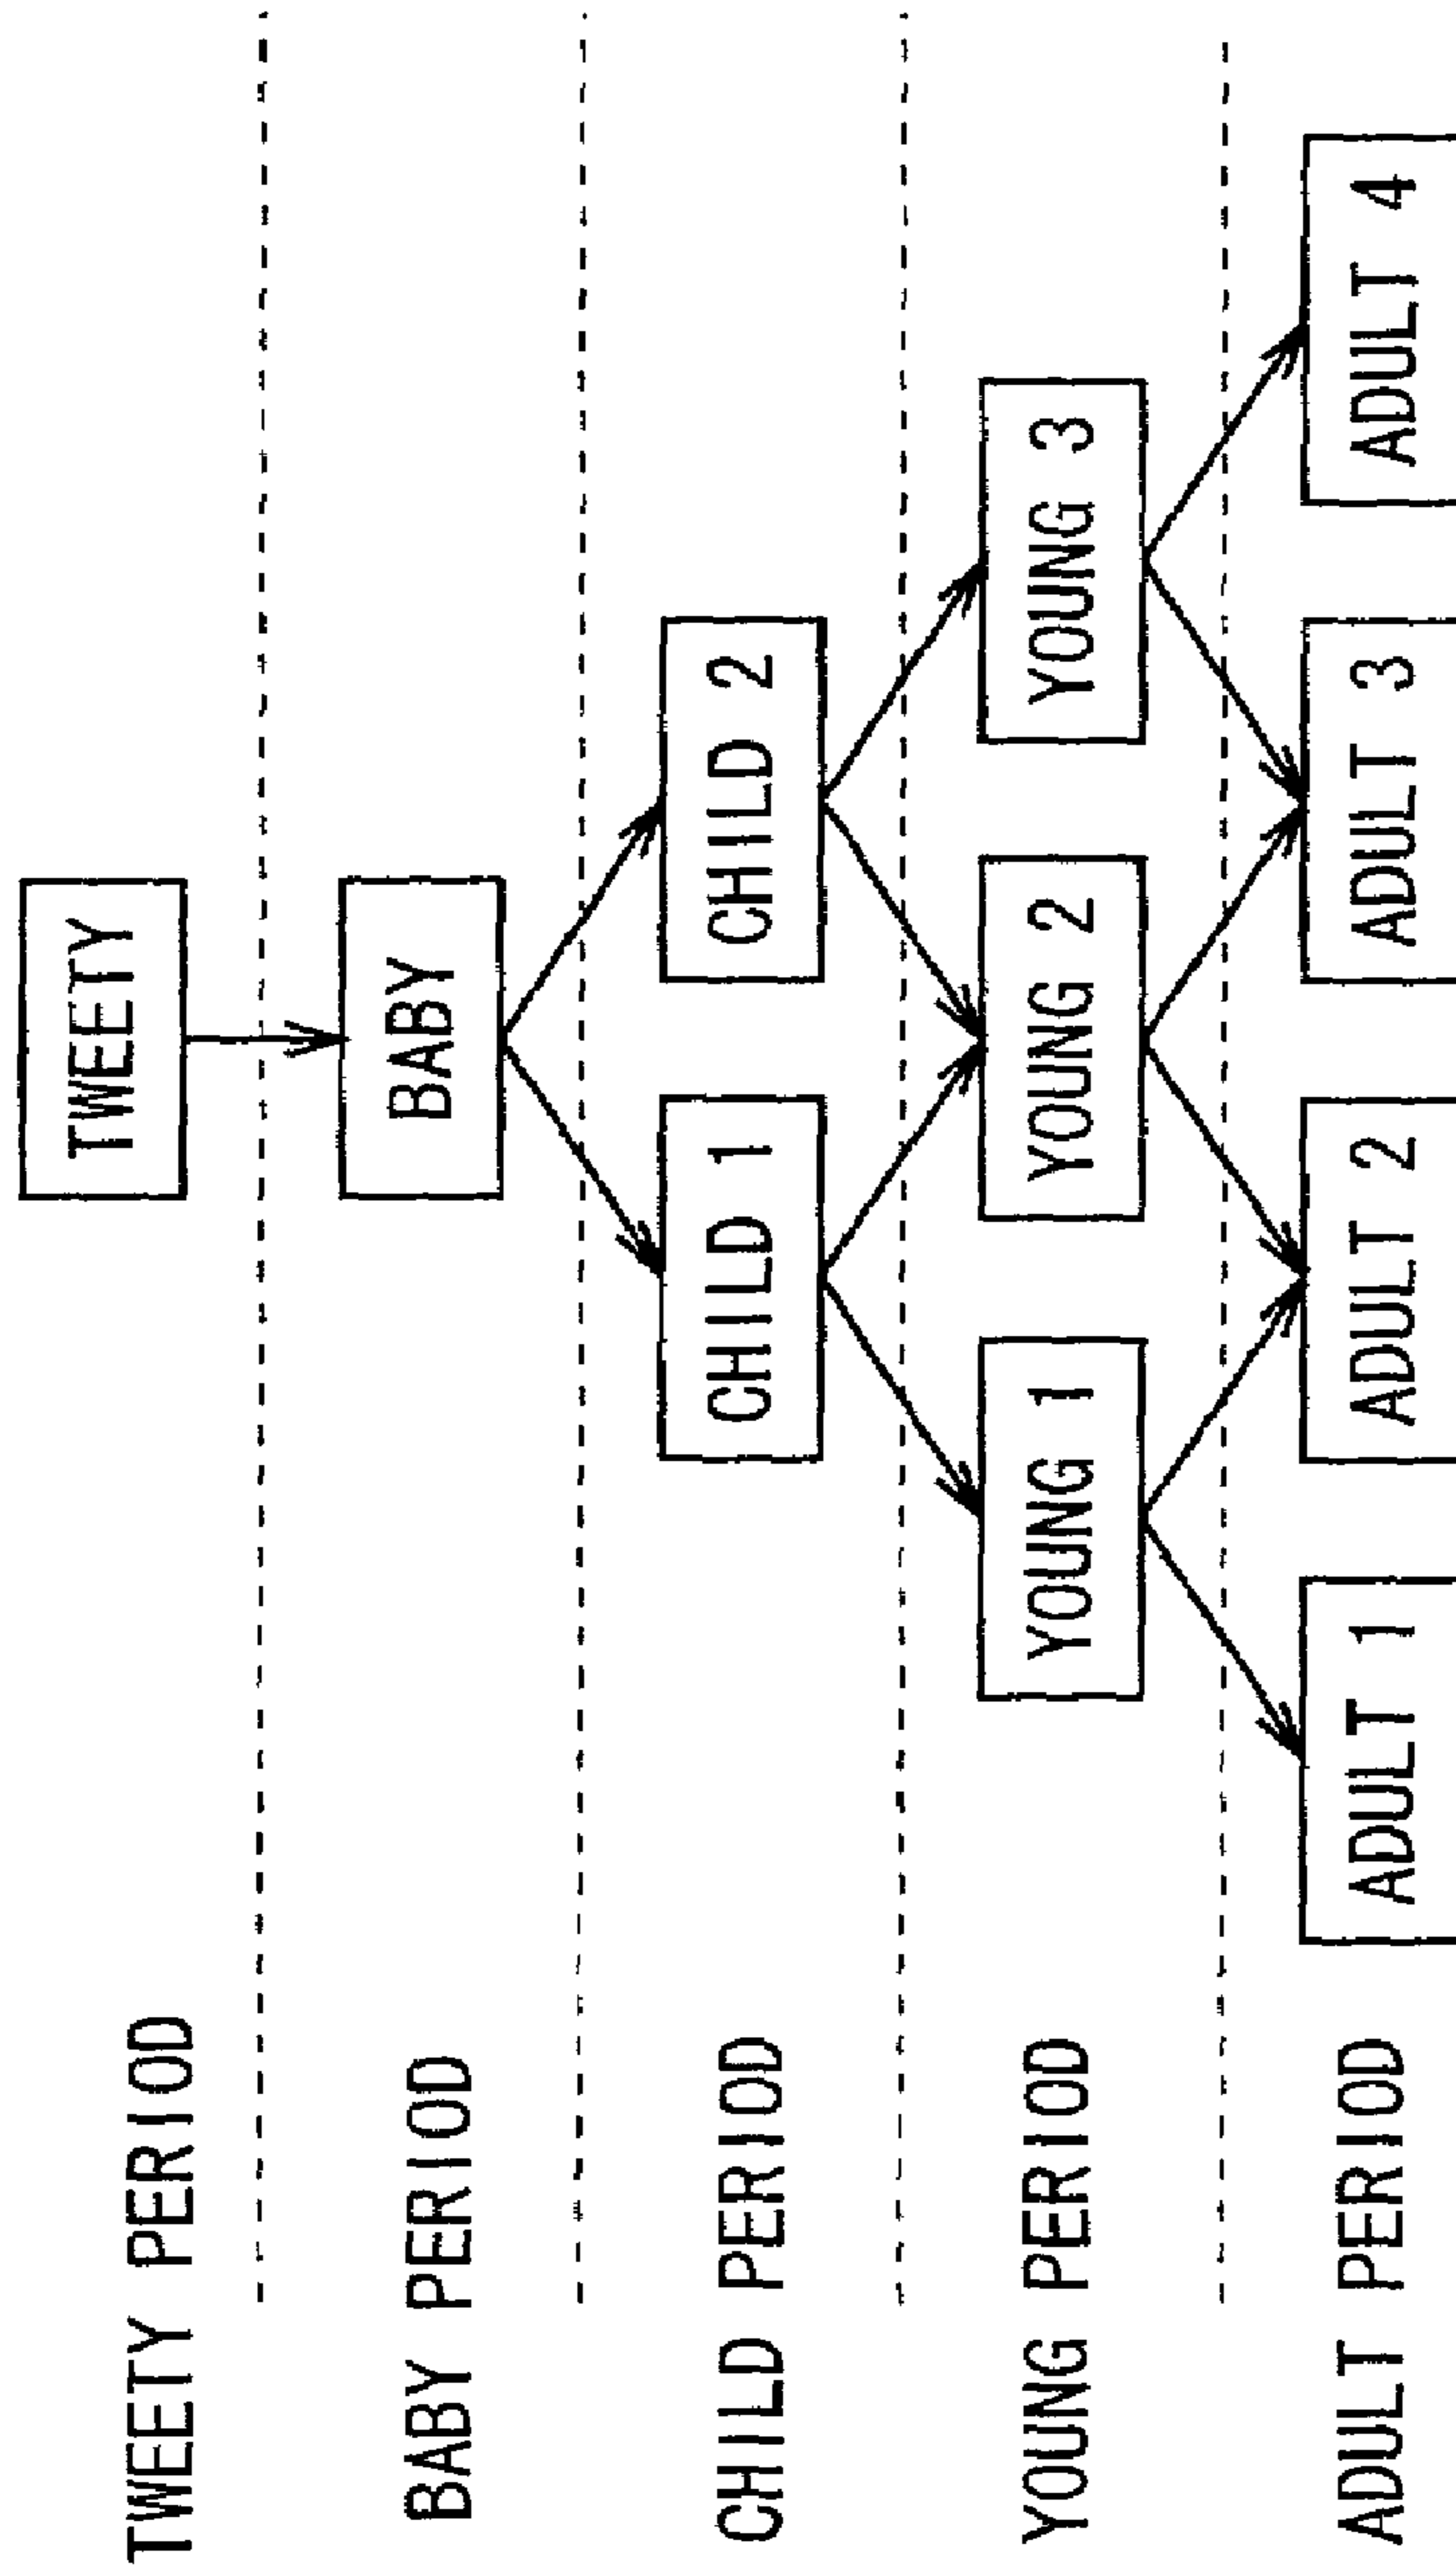 TWEETY PERIOD
TWEETY
BABY PERIOD
BABY
CHILD PERIOD
CHILD 1
CHILD 2
YOUNG PERIOD
YOUNG 1
YOUNG 2
YOUNG 3
ADULT PERIOD
ADULT 1
ADULT 2
ADULT 3
ADULT 4